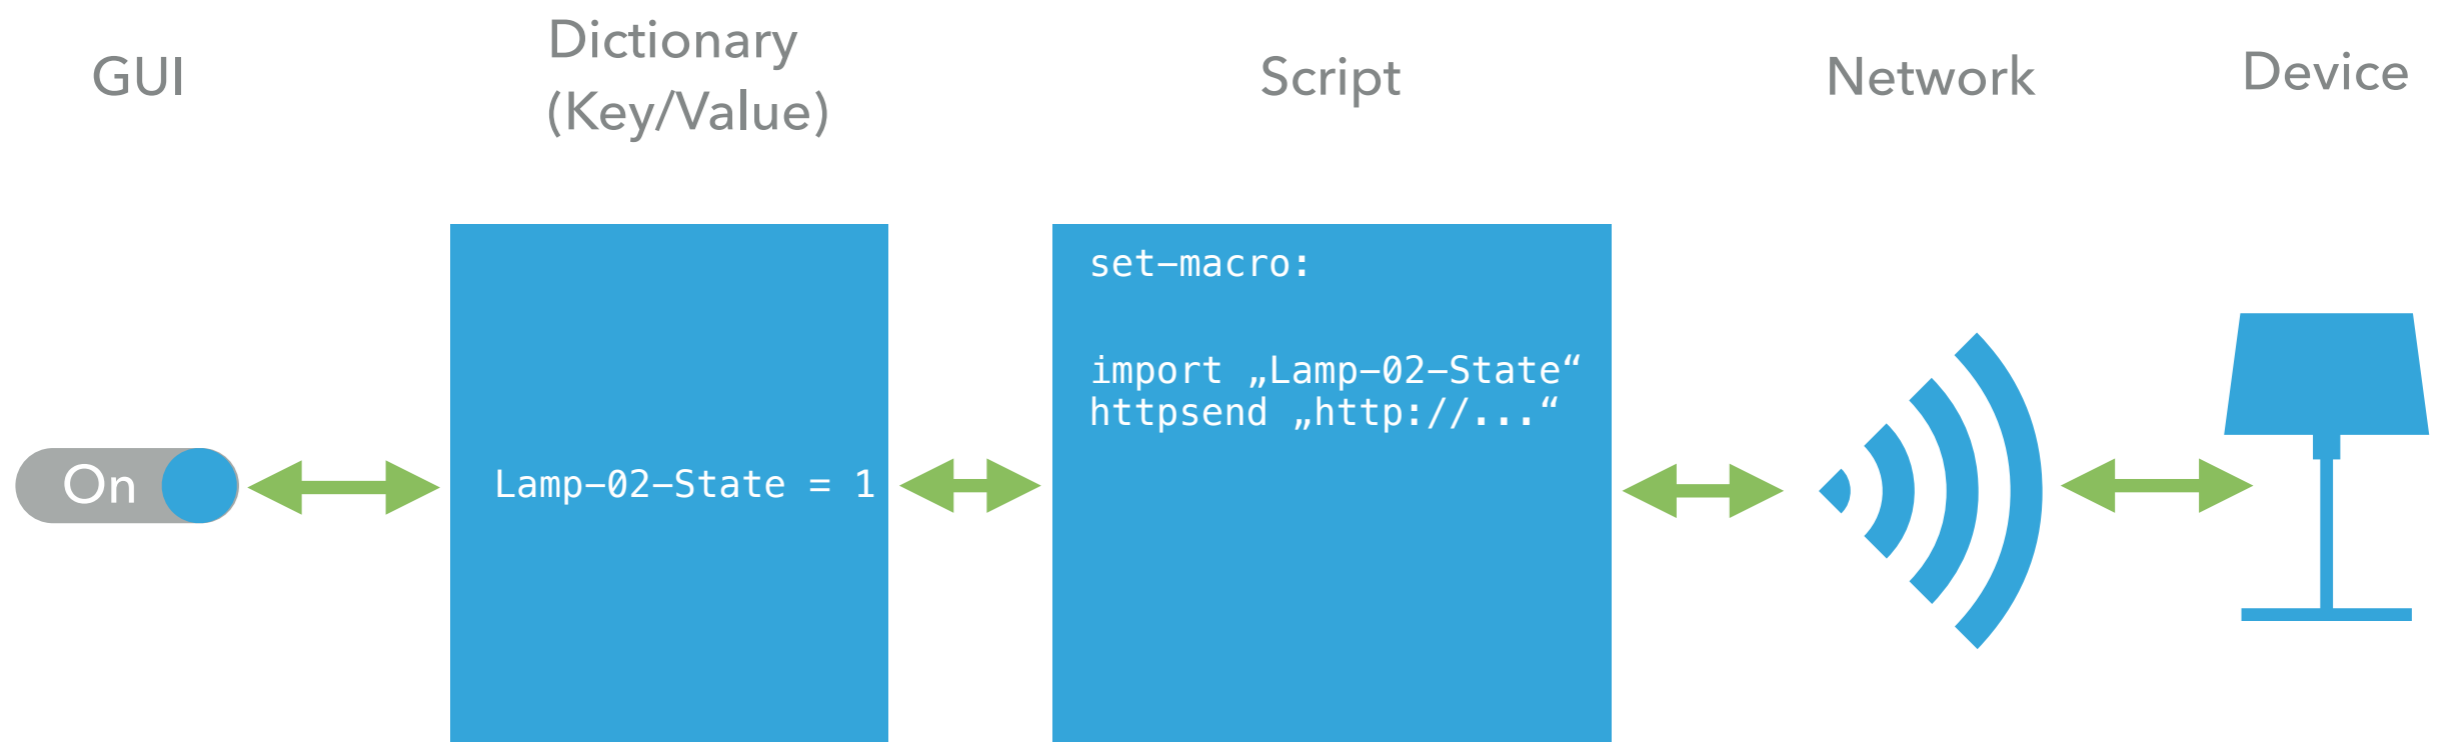 GUI
Dictionary
(Key/Value)
Script
Network
Device
On
Lamp-02-State = 1
set-macro:
import „Lamp-02-State“
httpsend „http://...“